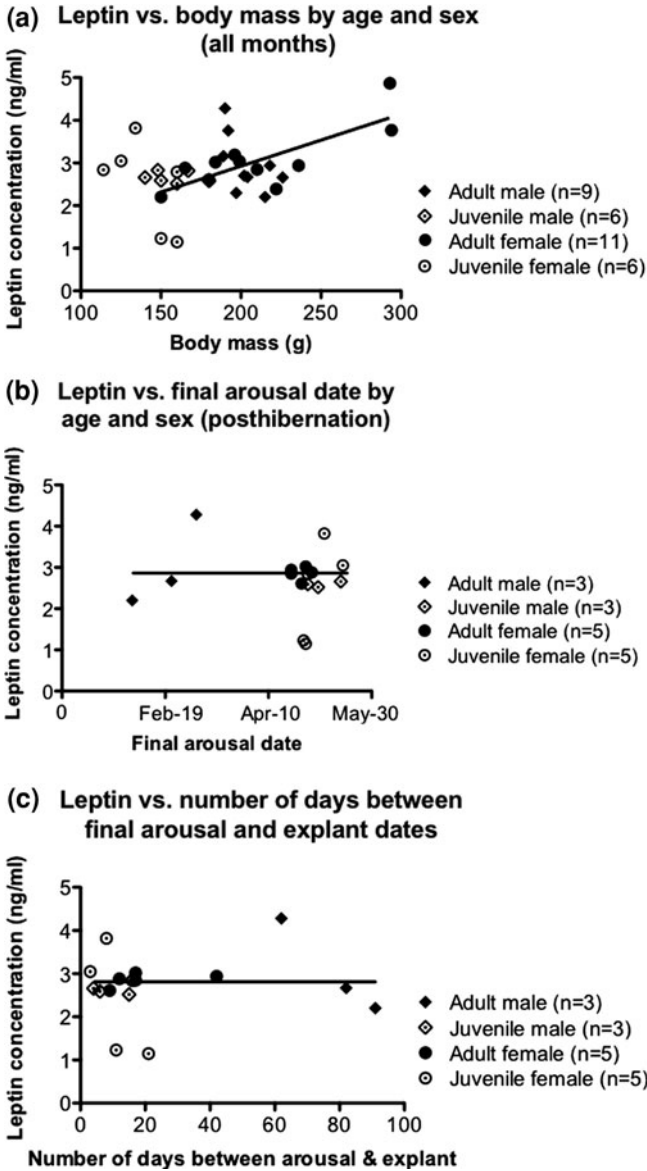 (a) Leptin vs. body mass by age and sex
(all months)
Leptin concentration (ng/ml)
5
4
3
2
1
0
100 150 200 250 300
Body mass (g)
Adult male (n=9)
Juvenile male (n=6)
Adult female (n=11)
Juvenile female (n=6)
(b) Leptin vs. final arousal date by
age and sex (posthibernation)
Leptin concentration (ng/ml)
5
4
3
2
1
0
0 Feb-19 Apr-10 May-30
Final arousal date
Adult male (n=3)
Juvenile male (n=3)
Adult female (n=5)
Juvenile female (n=5)
(c) Leptin vs. number of days between
final arousal and explant dates
Leptin concentration (ng/ml)
5
4
3
2
1
0
0 20 40 60 80 100
Number of days between arousal & explant
Adult male (n=3)
Juvenile male (n=3)
Adult female (n=5)
Juvenile female (n=5)